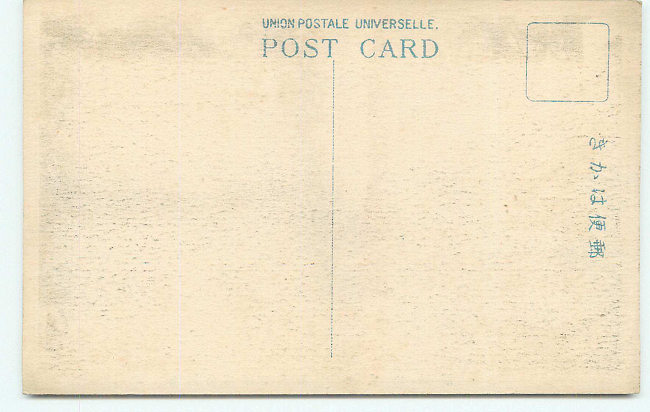 UNION POSTALE UNIVERSELLE.
POST CARD
郵便はかき